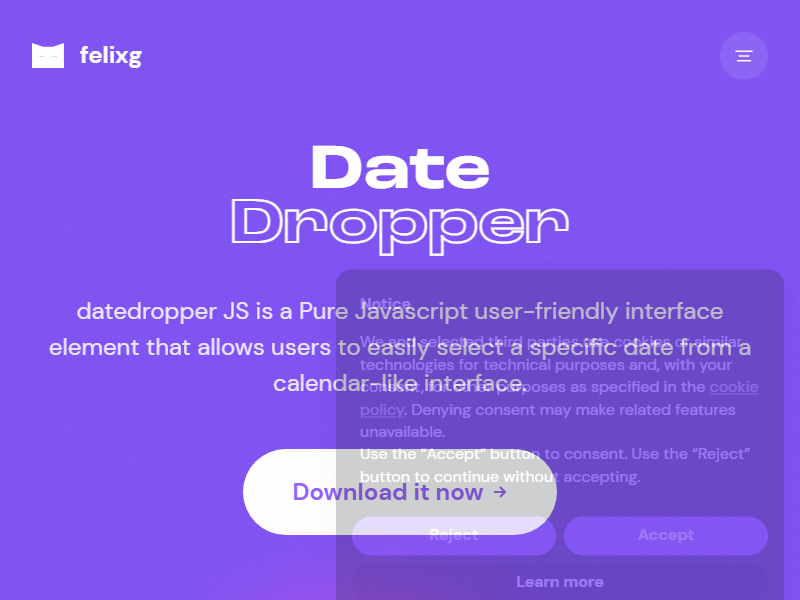 felixg
Date
Dropper
datedropper JS is a Pure Javascript user-friendly interface
element that allows users to easily select a specific date from a
calendar-like interface.
Download it now →
Notice
We and selected third parties use cookies or similar
technologies for technical purposes and, with your
consent, for other purposes as specified in the cookie
policy. Denying consent may make related features
unavailable.
Use the “Accept” button to consent. Use the “Reject”
button to continue without accepting.
Reject
Accept
Learn more